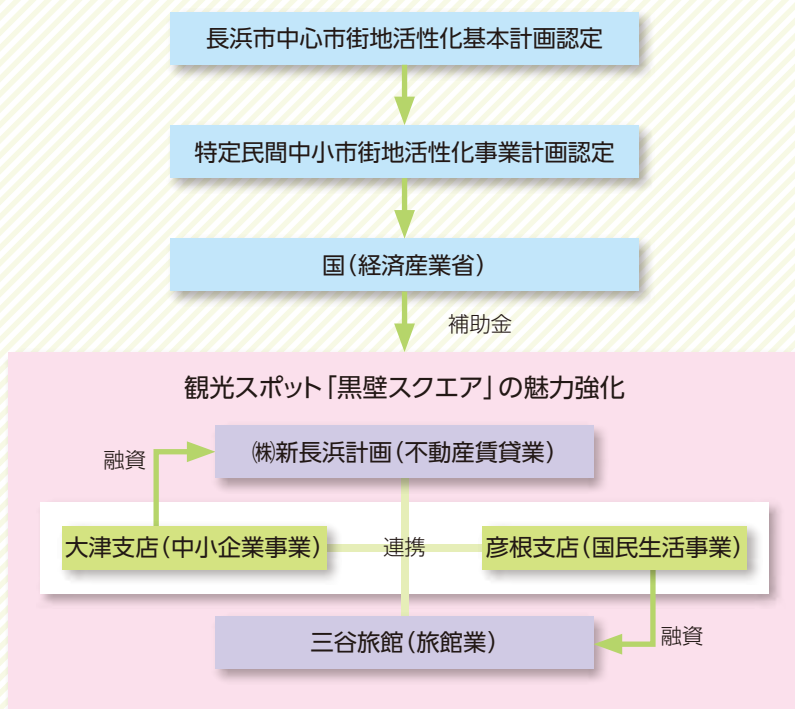 長浜市中心市街地活性化基本計画認定
特定民間中小市街地活性化事業計画認定
国(経済産業省)
補助金
観光スポット「黒壁スクエア」の魅力強化
㈱新長浜計画(不動産賃貸業)
融資
大津支店(中小企業事業)
連携
彦根支店(国民生活事業)
三谷旅館(旅館業)
融資